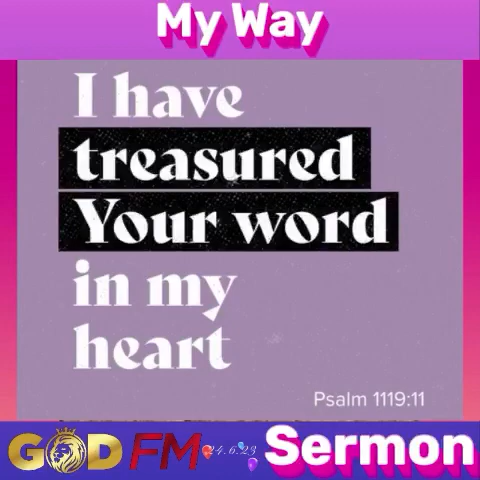 My Way
I have
treasured
Your word
in my
heart
Psalm 1119:11
GOD FM 24.6.23 Sermon